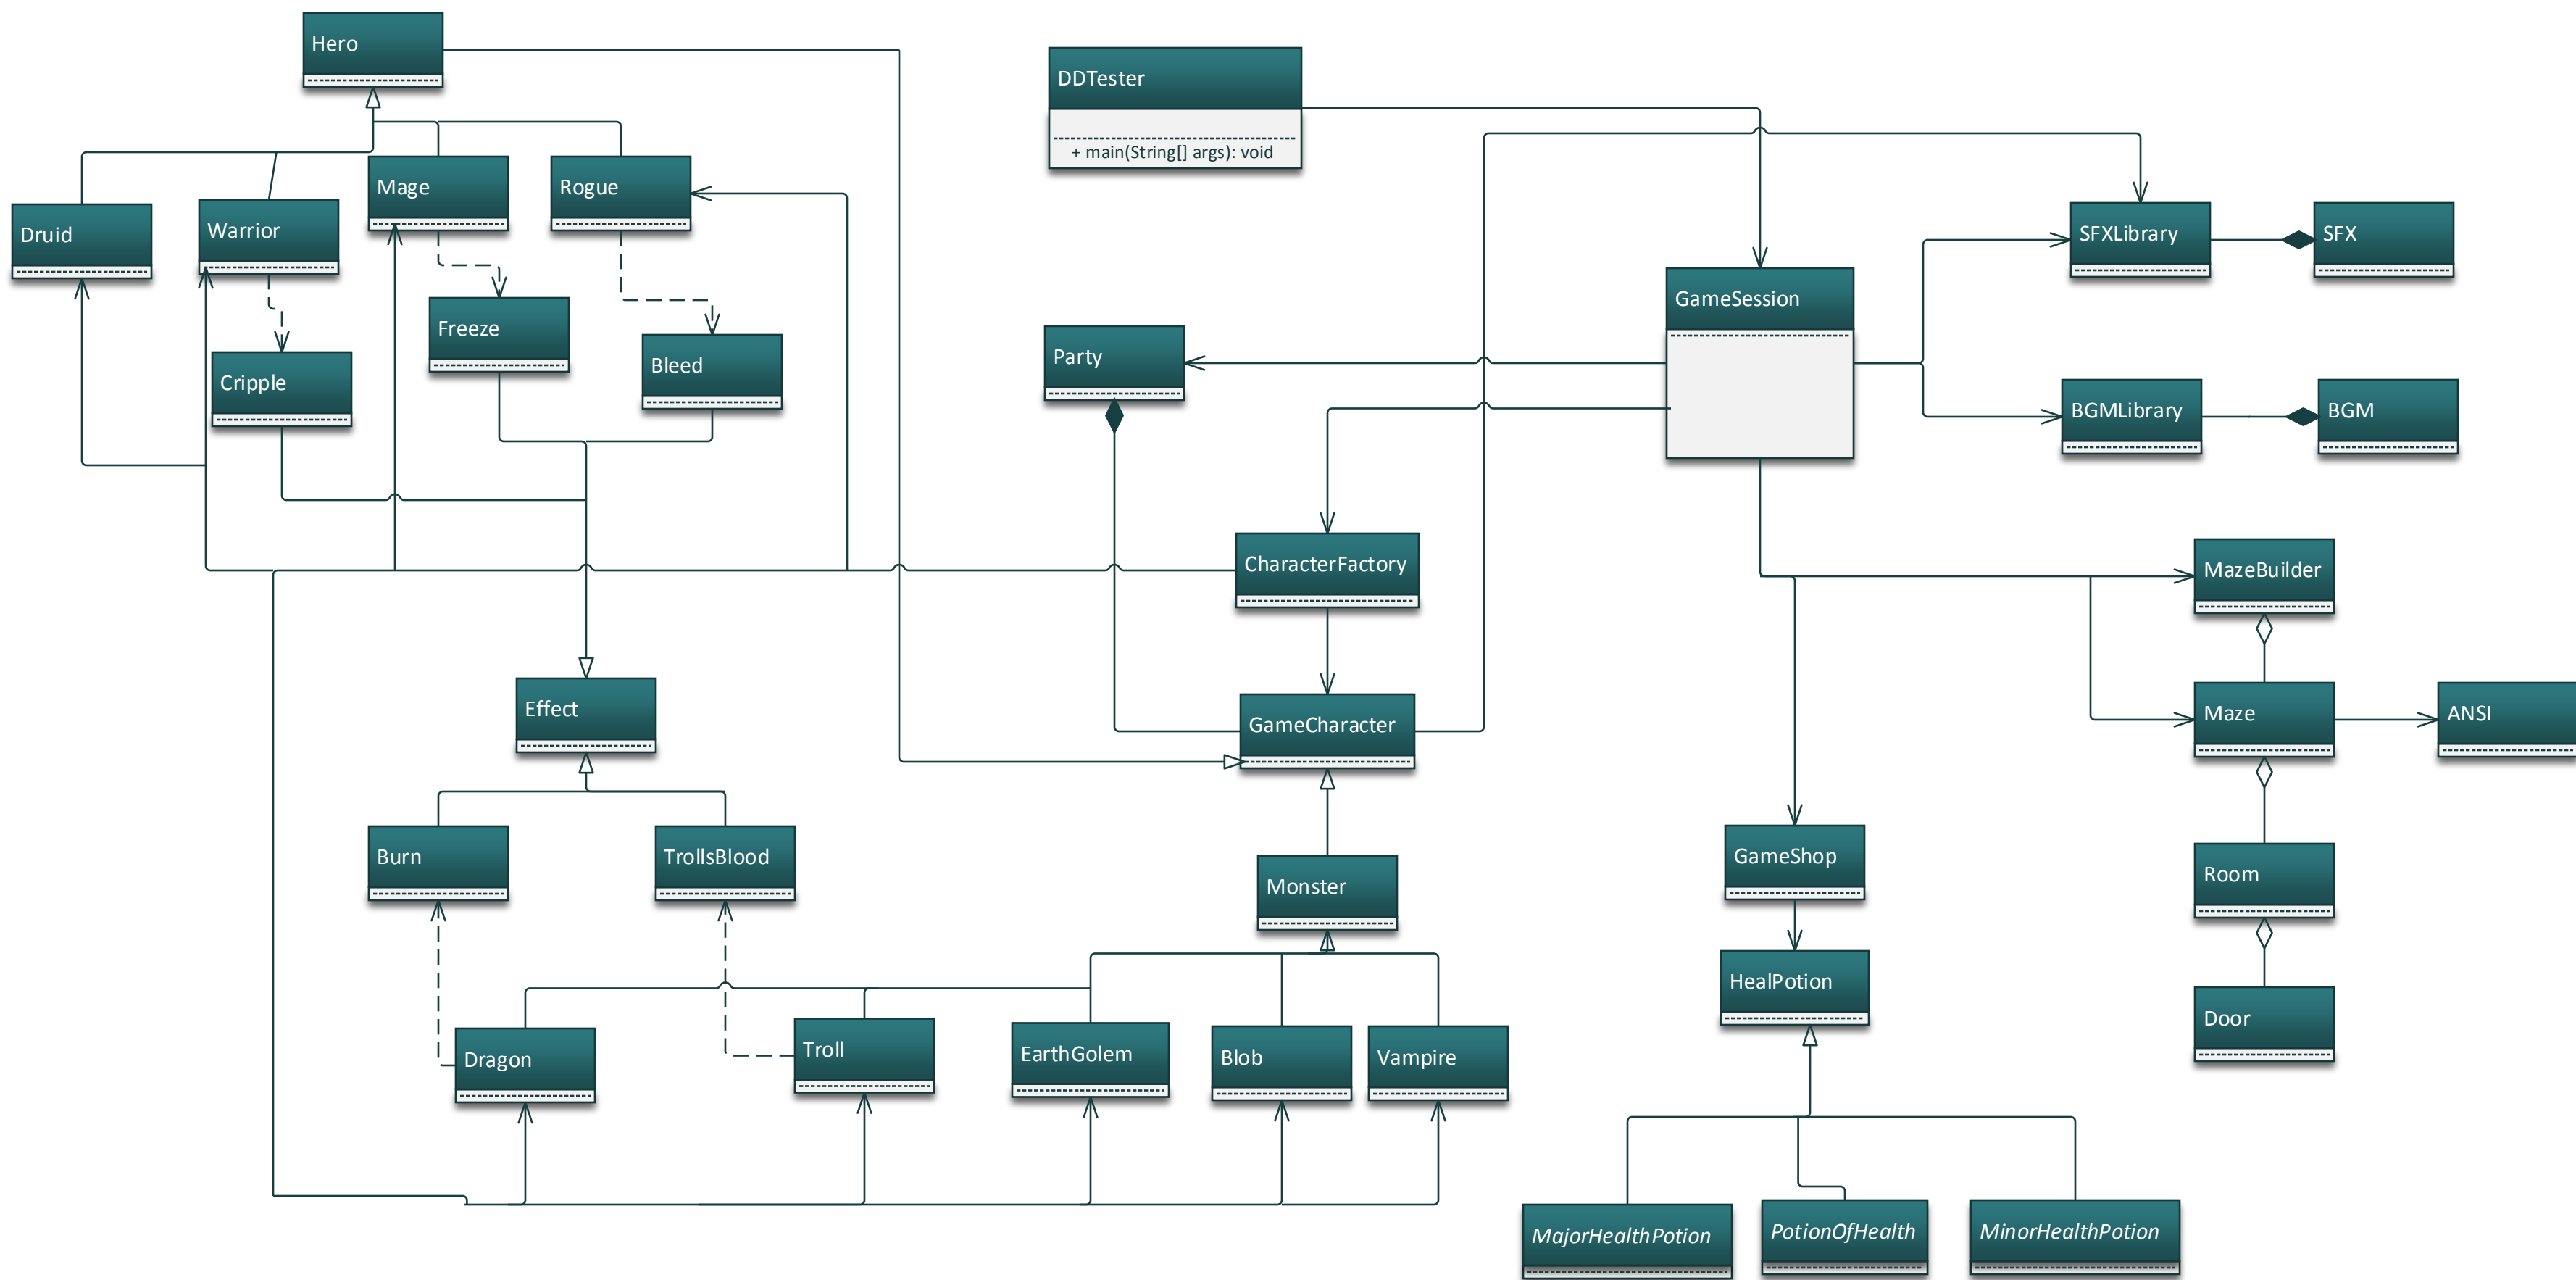 Hero
DDTester
+ main(String[] args): void
Mage
Rogue
Druid
Warrior
SFXLibrary
SFX
GameSession
Freeze
Party
Bleed
Cripple
BGMLibrary
BGM
CharacterFactory
MazeBuilder
Effect
GameCharacter
Maze
ANSI
Burn
TrollsBlood
GameShop
Monster
Room
HealPotion
Door
Dragon
Troll
EarthGolem
Blob
Vampire
MajorHealthPotion
PotionOfHealth
MinorHealthPotion